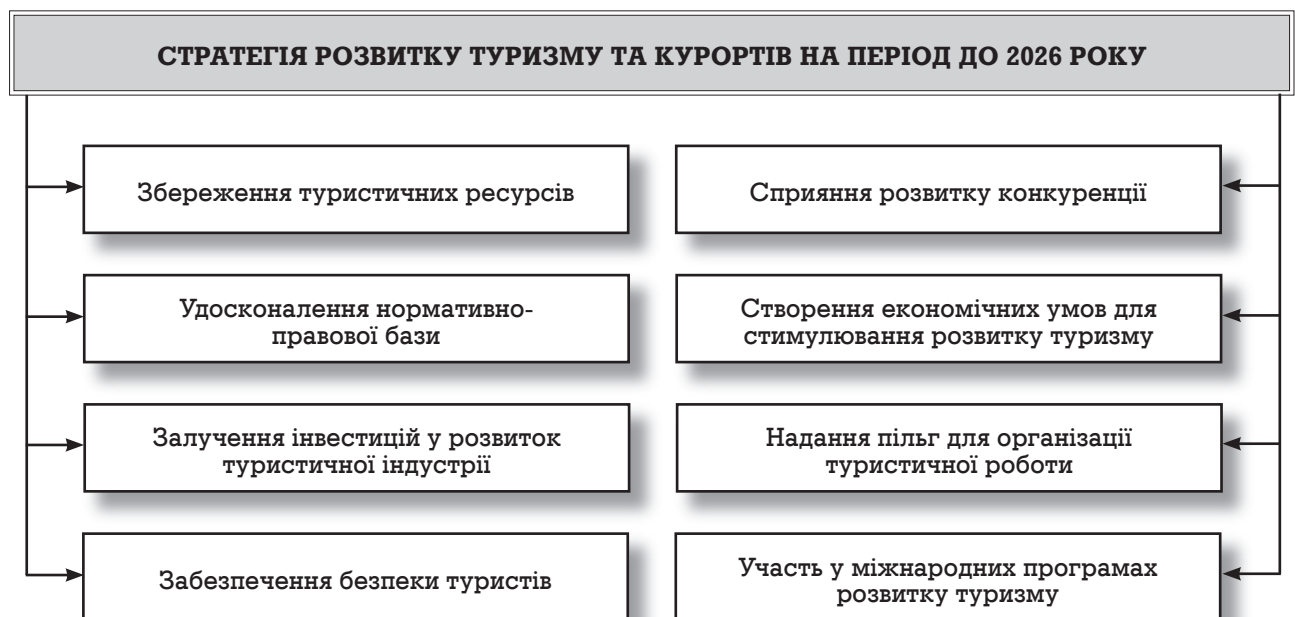 СТРАТЕГІЯ РОЗВИТКУ ТУРИЗМУ ТА КУРОРТІВ НА ПЕРІОД ДО 2026 РОКУ
Збереження туристичних ресурсів
Удосконалення нормативно-
правової бази
Залучення інвестицій у розвиток
туристичної індустрії
Забезпечення безпеки туристів
Сприяння розвитку конкуренції
Створення економічних умов для
стимулювання розвитку туризму
Надання пільг для організації
туристичної роботи
Участь у міжнародних програмах
розвитку туризму